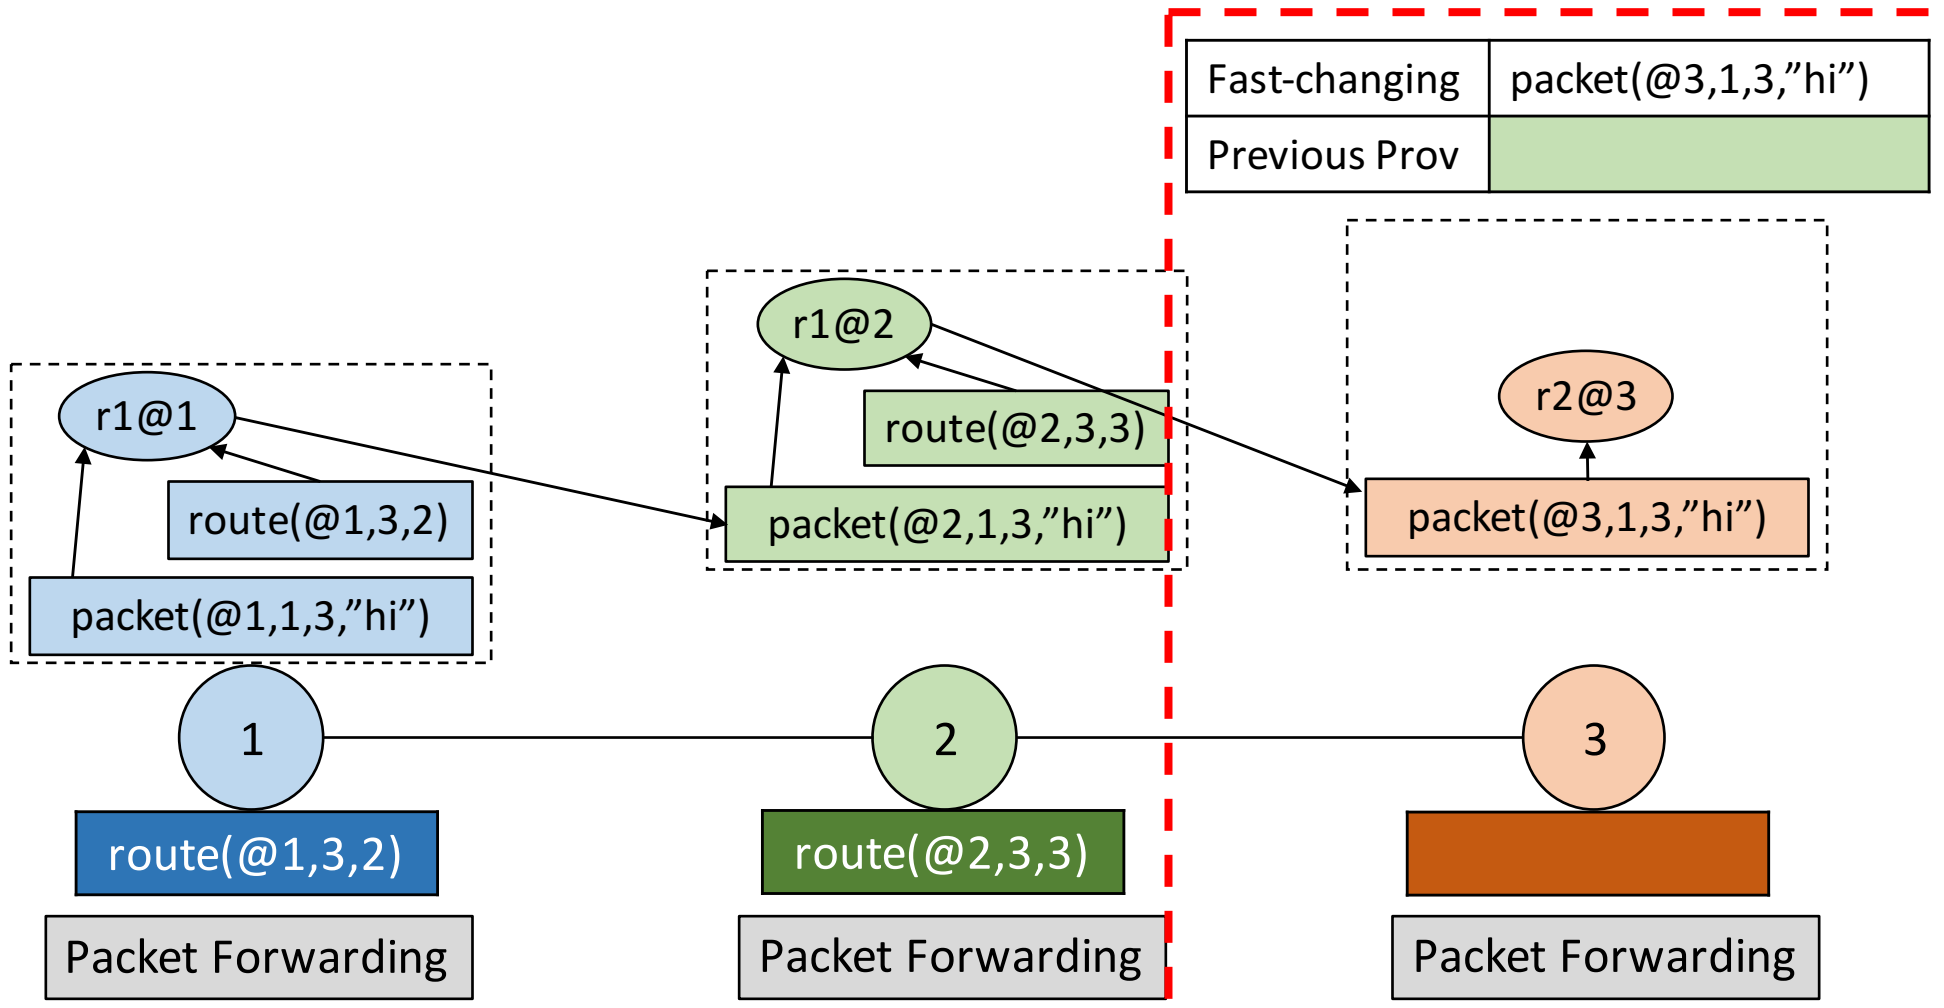 Fast-changing packet(@3,1,3,”hi”)
Previous Prov
r1@2
r1@1
r2@3
route(@2,3,3)
route(@1,3,2)
packet(@2,1,3,”hi”)
packet(@3,1,3,”hi”)
packet(@1,1,3,”hi”)
1
2
3
route(@1,3,2)
route(@2,3,3)
Packet Forwarding
Packet Forwarding
Packet Forwarding